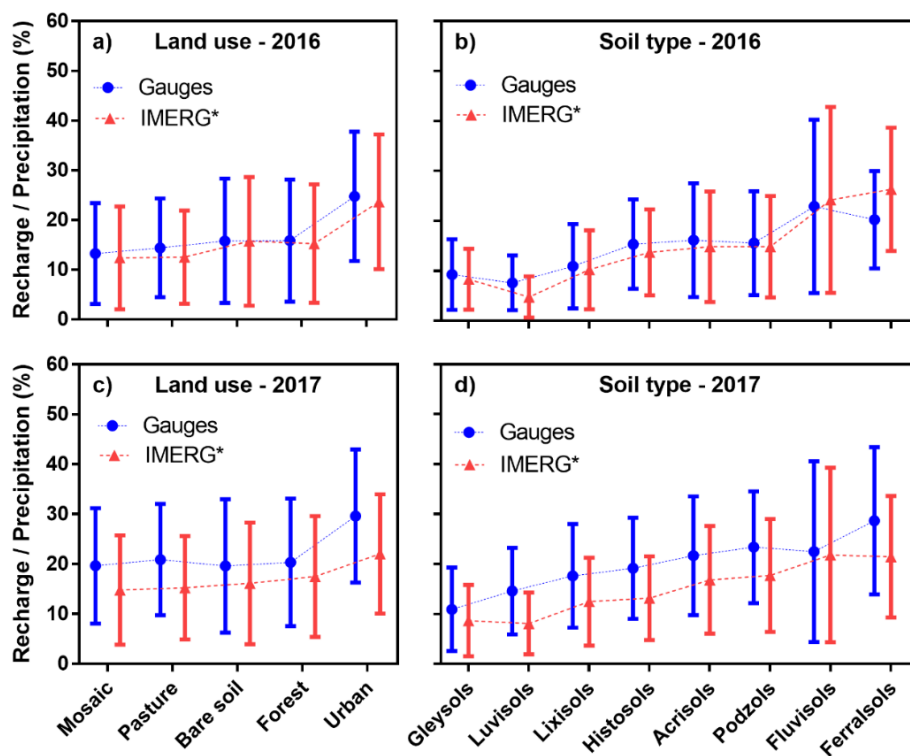 a) Land use - 2016
Gauges
IMERG*
b) Soil type - 2016
Gauges
IMERG*
Recharge / Precipitation (%)
60
50
40
30
20
10
0
c) Land use - 2017
Gauges
IMERG*
d) Soil type - 2017
Gauges
IMERG*
Recharge / Precipitation (%)
60
50
40
30
20
10
0
Mosaic
Pasture
Bare soil
Forest
Urban
Gleysols
Luvisols
Lixisols
Histosols
Acrisols
Podzols
Fluvisols
Ferralsols